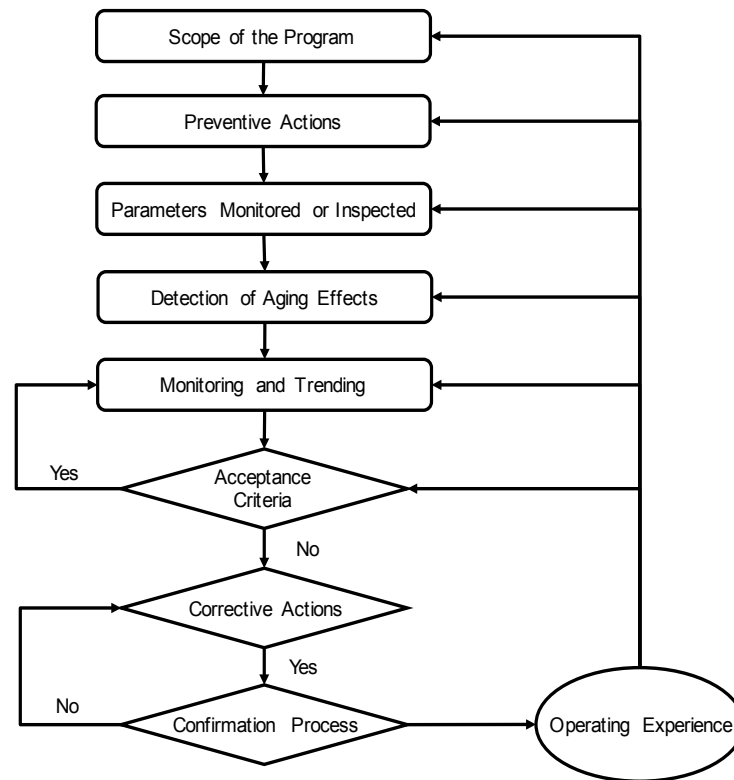 Scope of the Program
Preventive Actions
Parameters Monitored or Inspected
Detection of Aging Effects
Monitoring and Trending
Yes
Acceptance
Criteria
No
Corrective Actions
Yes
No
Confirmation Process
Operating Experience